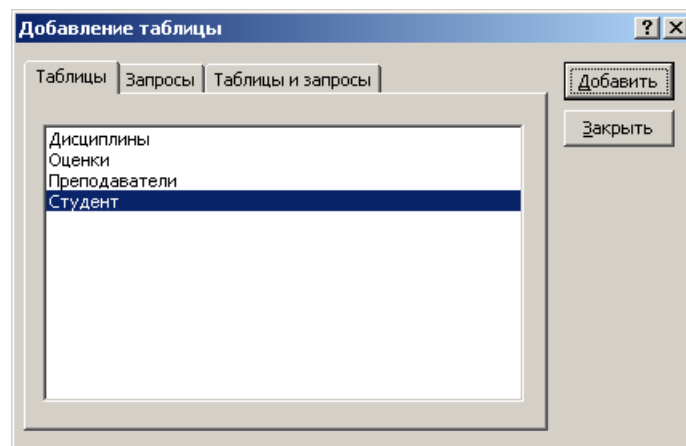 Добавление таблицы
Таблицы Запросы Таблицы и запросы
Добавить
Закрыть
Дисциплины
Оценки
Преподаватели
Студент